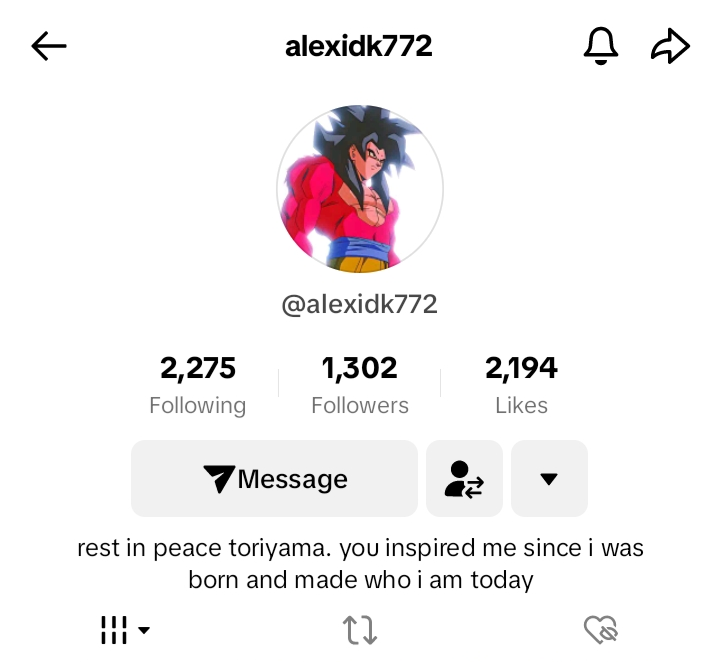 alexidk772
@alexidk772
2,275 1,302 2,194
Following Followers Likes
Message
rest in peace toriyama. you inspired me since i was
born and made who i am today